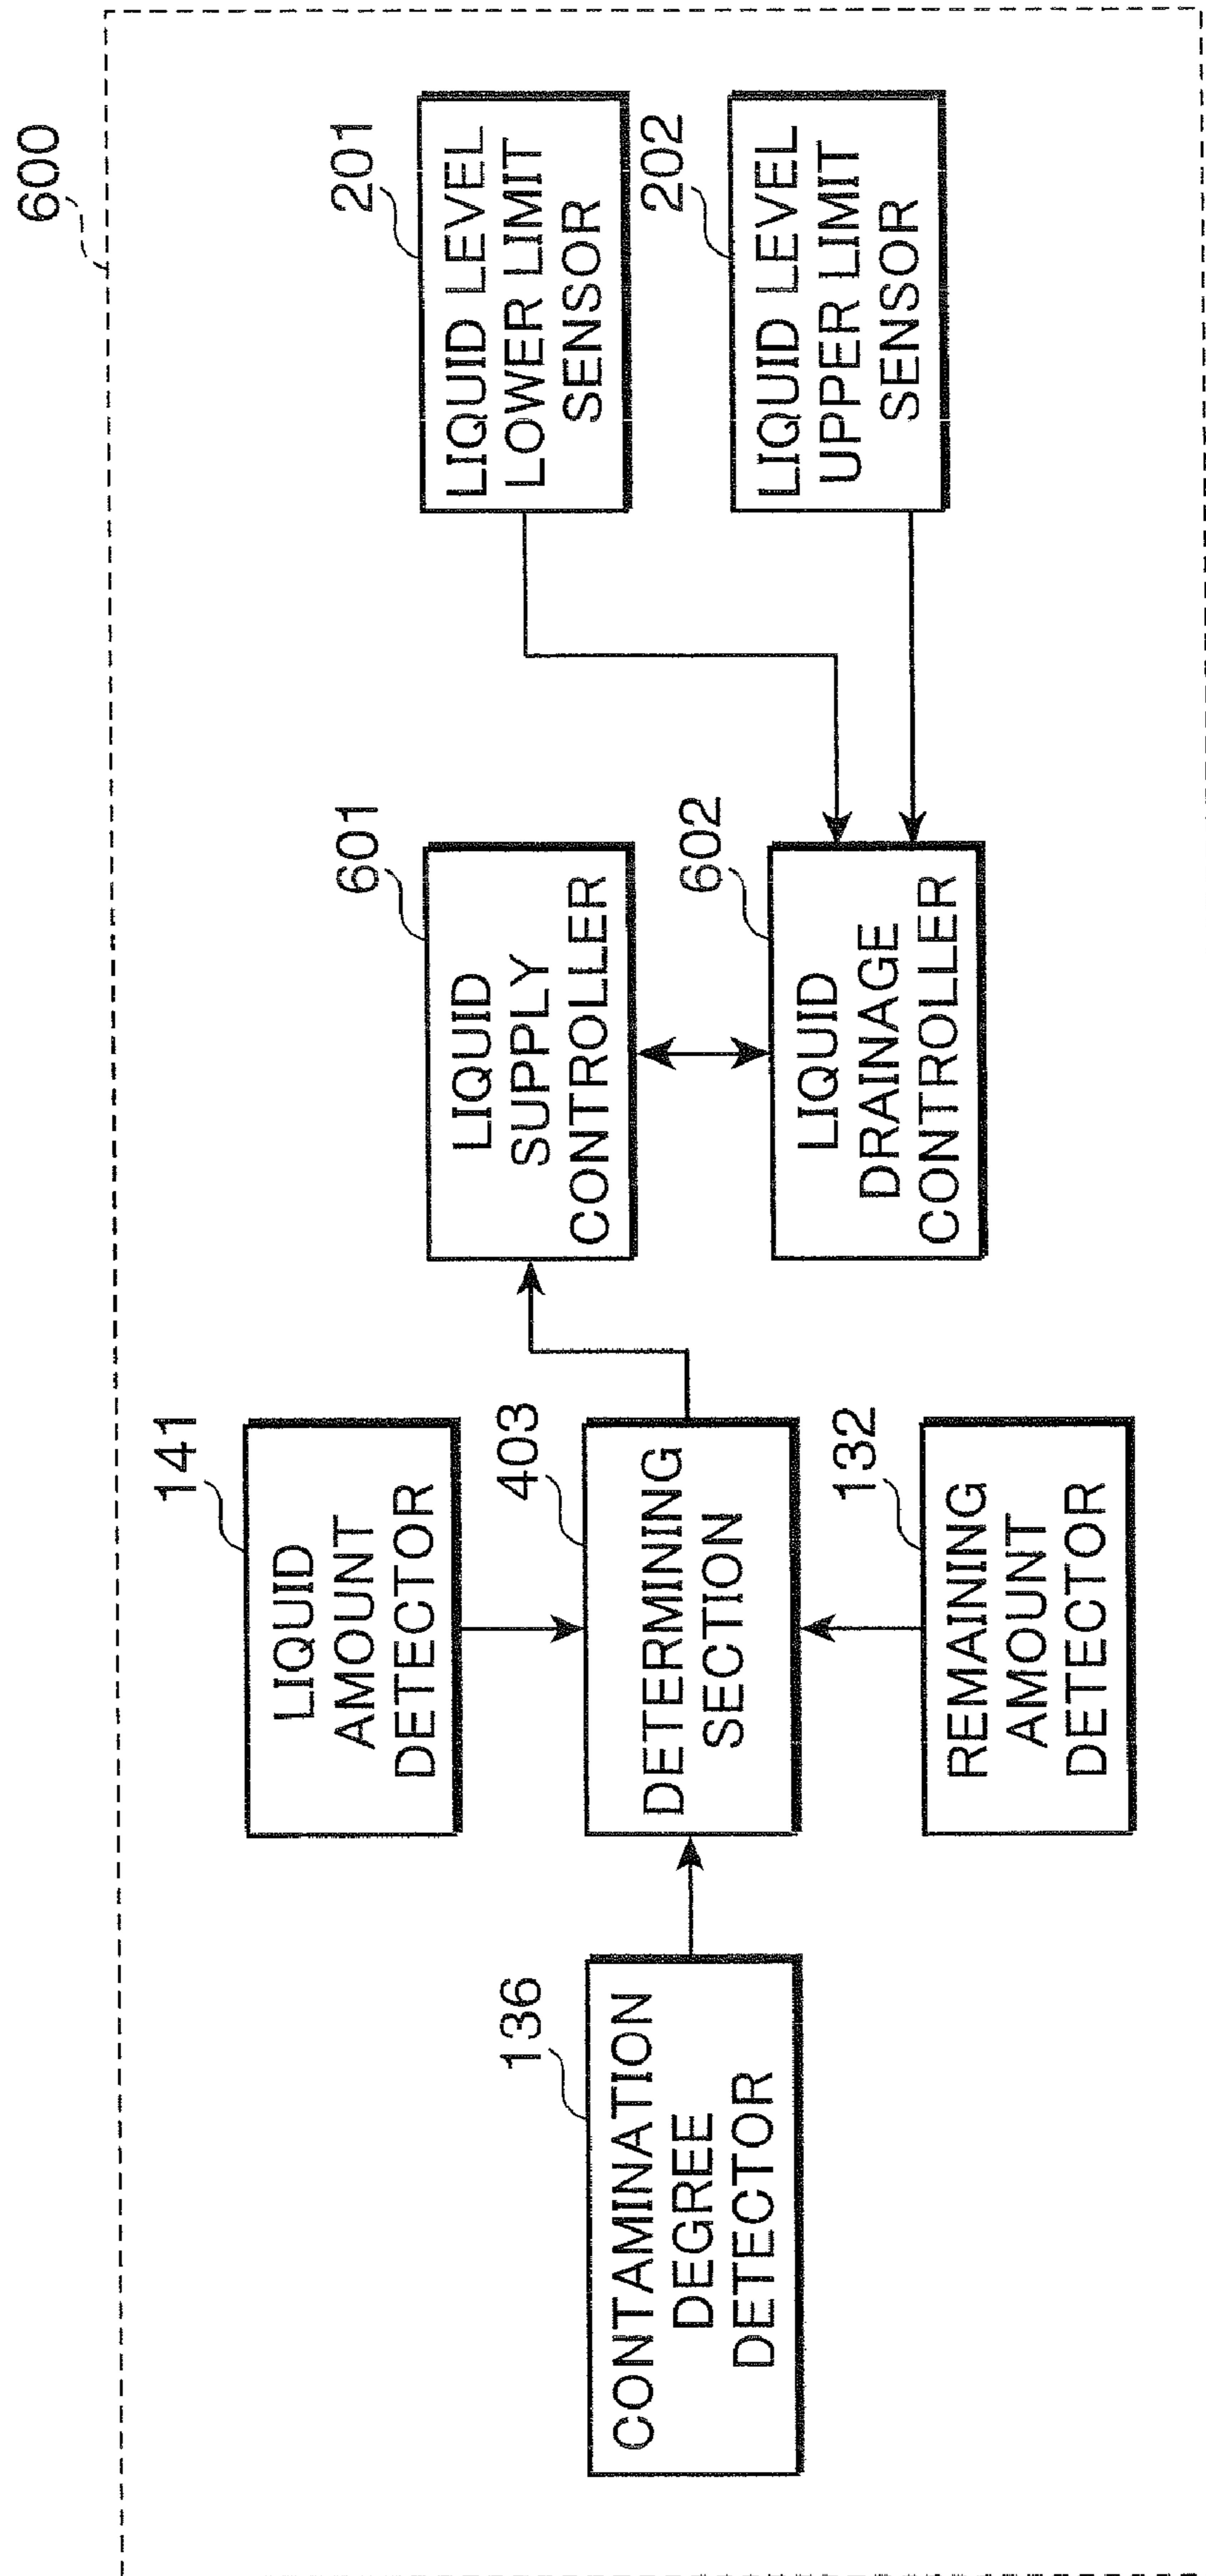 600
136
CONTAMINATION
DEGREE
DETECTOR
141
LIQUID
AMOUNT
DETECTOR
403
DETERMINING
SECTION
132
REMAINING
AMOUNT
DETECTOR
601
LIQUID
SUPPLY
CONTROLLER
602
LIQUID
DRAINAGE
CONTROLLER
201
LIQUID LEVEL
LOWER LIMIT
SENSOR
202
LIQUID LEVEL
UPPER LIMIT
SENSOR